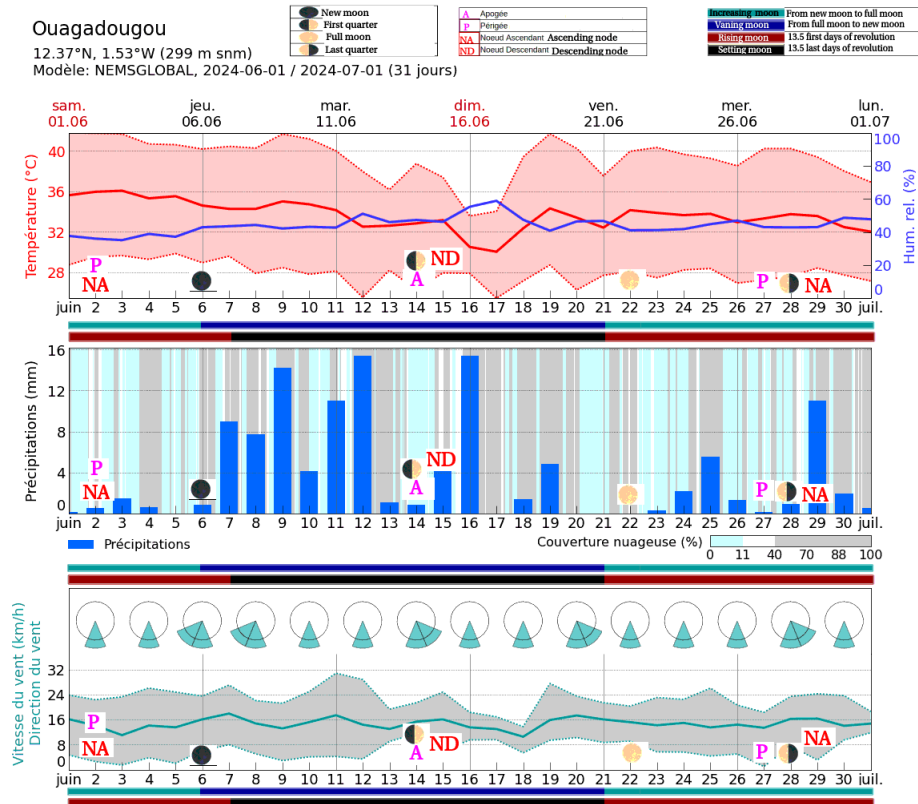 Ouagadougou
12.37°N, 1.53°W (299 m snm)
Modèle: NEMSGLOBAL, 2024-06-01 / 2024-07-01 (31 jours)
New moon
First quarter
Full moon
Last quarter
A Apogée
P Périgée
NA Noeud Ascendant Ascending node
ND Noeud Descendant Descending node
Increasing moon From new moon to full moon
Vaning moon From full moon to new moon
Rising moon 13.5 first days of revolution
Setting moon 13.5 last days of revolution
sam. jeu. mar. dim. ven. mer. lun.
01.06 06.06 11.06 16.06 21.06 26.06 01.07
Température (°C)
40
36
32
28
Hum. rel. (%)
100
80
60
40
20
0
P
NA
ND
A
P
NA
juin 2 3 4 5 6 7 8 9 10 11 12 13 14 15 16 17 18 19 20 21 22 23 24 25 26 27 28 29 30 juil.
Précipitations (mm)
16
12
8
4
0
P
NA
ND
A
P
NA
juin 2 3 4 5 6 7 8 9 10 11 12 13 14 15 16 17 18 19 20 21 22 23 24 25 26 27 28 29 30 juil.
Précipitations
Couverture nuageuse (%)
0 11 40 70 88 100
Vitesse du vent (km/h)
Direction du vent
32
24
16
8
0
P
NA
ND
A
P
NA
juin 2 3 4 5 6 7 8 9 10 11 12 13 14 15 16 17 18 19 20 21 22 23 24 25 26 27 28 29 30 juil.